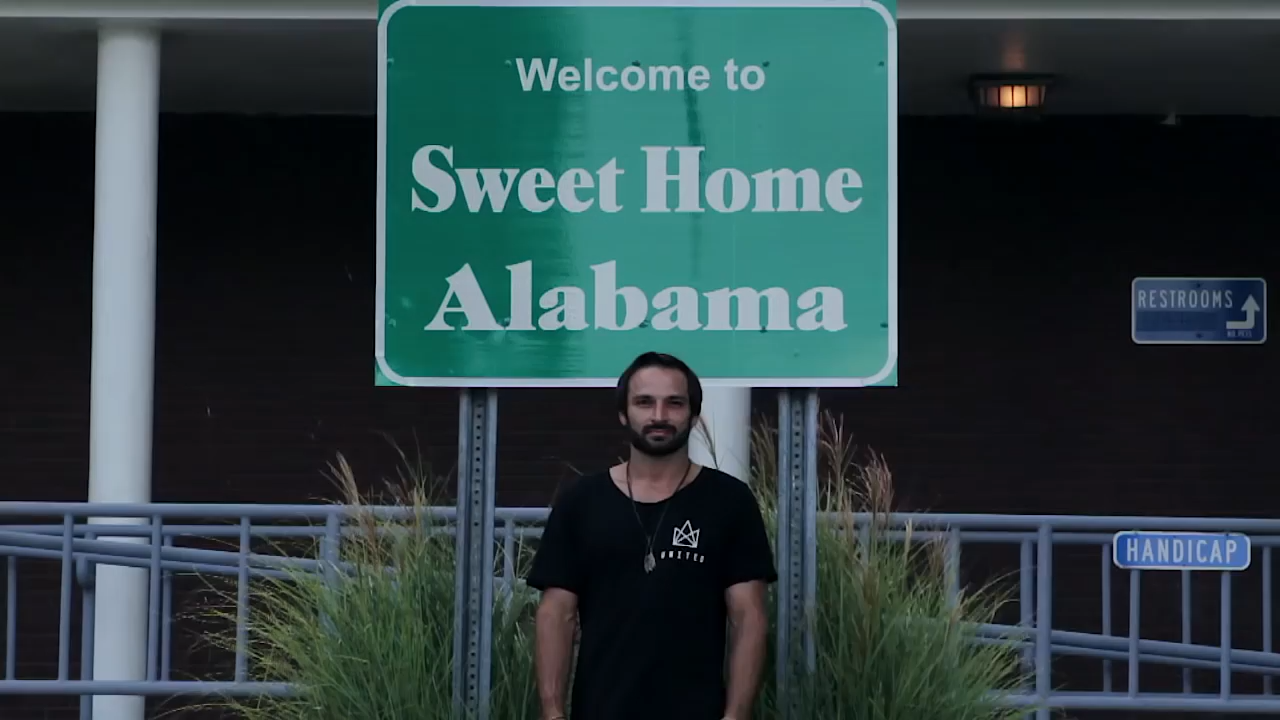 Welcome to
Sweet Home
Alabama
RESTROOMS
UNITED
HANDICAP